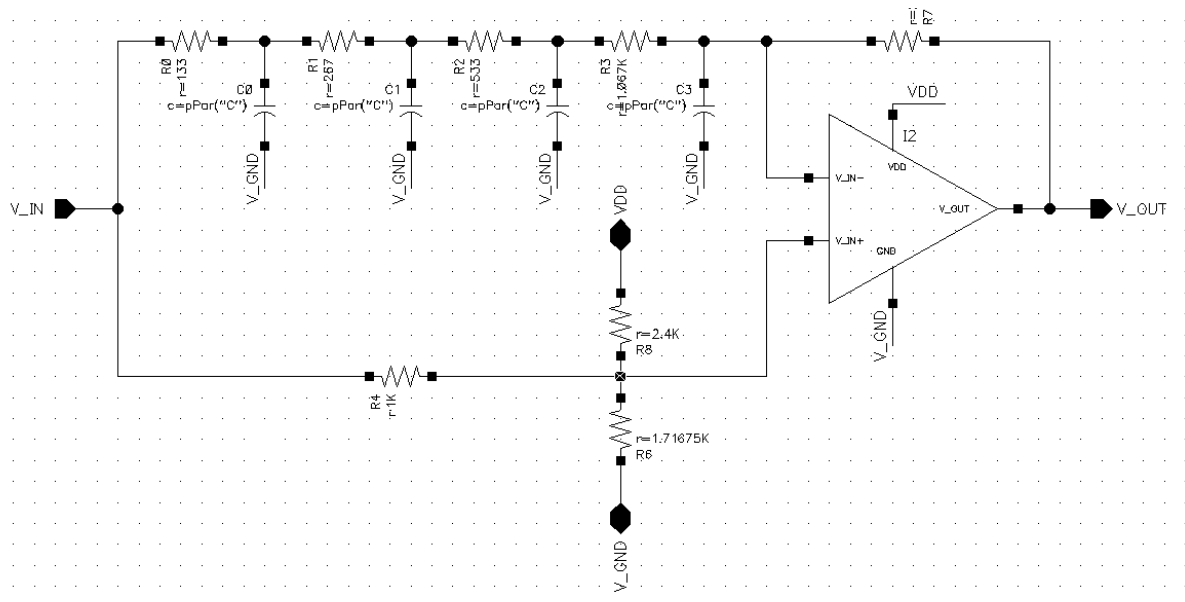 R0
r=133
C0
c=pPar("C")
V_GND
R1
r=267
C1
c=pPar("C")
V_GND
R2
r=533
C2
c=pPar("C")
V_GND
R3
r=1.067K
C3
c=pPar("C")
V_GND
R7
VDD
I2
VDD
V_IN-
V_IN+
V_OUT
GND
V_GND
V_IN
V_OUT
VDD
r=2.4K
R8
R4
r1K
r=1.71675K
R6
V_GND